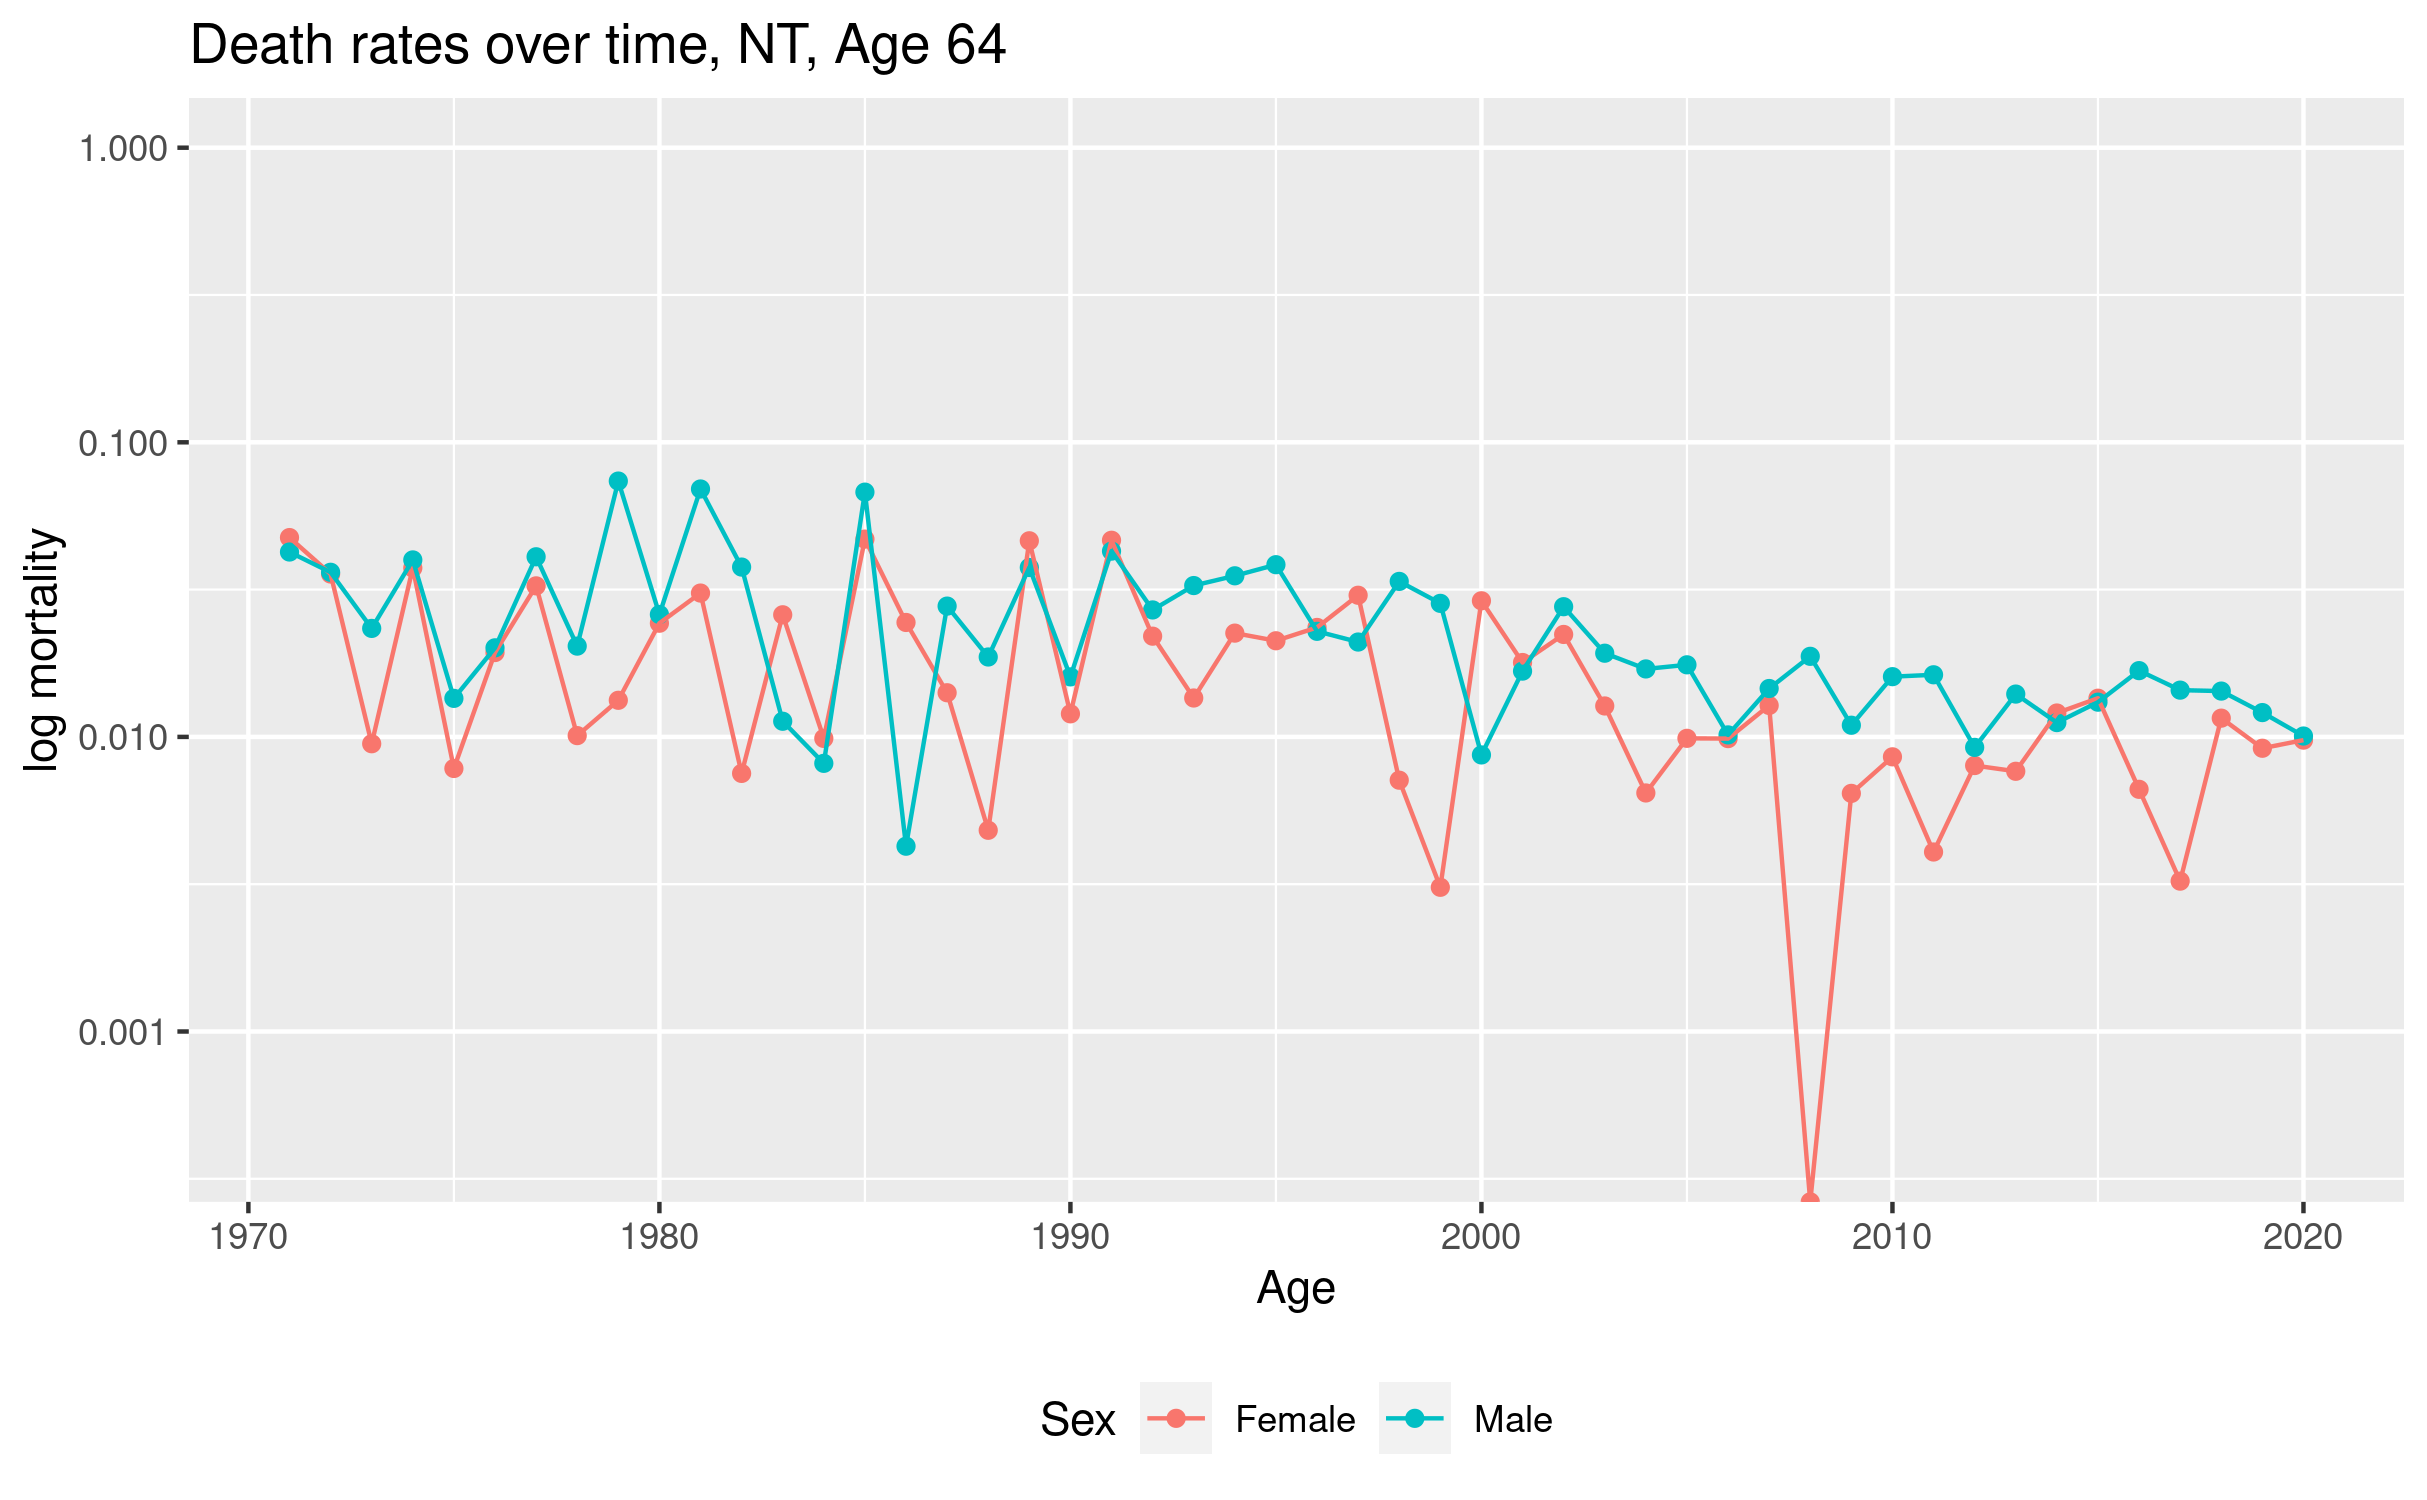 Death rates over time, NT, Age 64
log mortality
1.000
0.100
0.010
0.001
1970 1980 1990 2000 2010 2020
Age
Sex Female Male